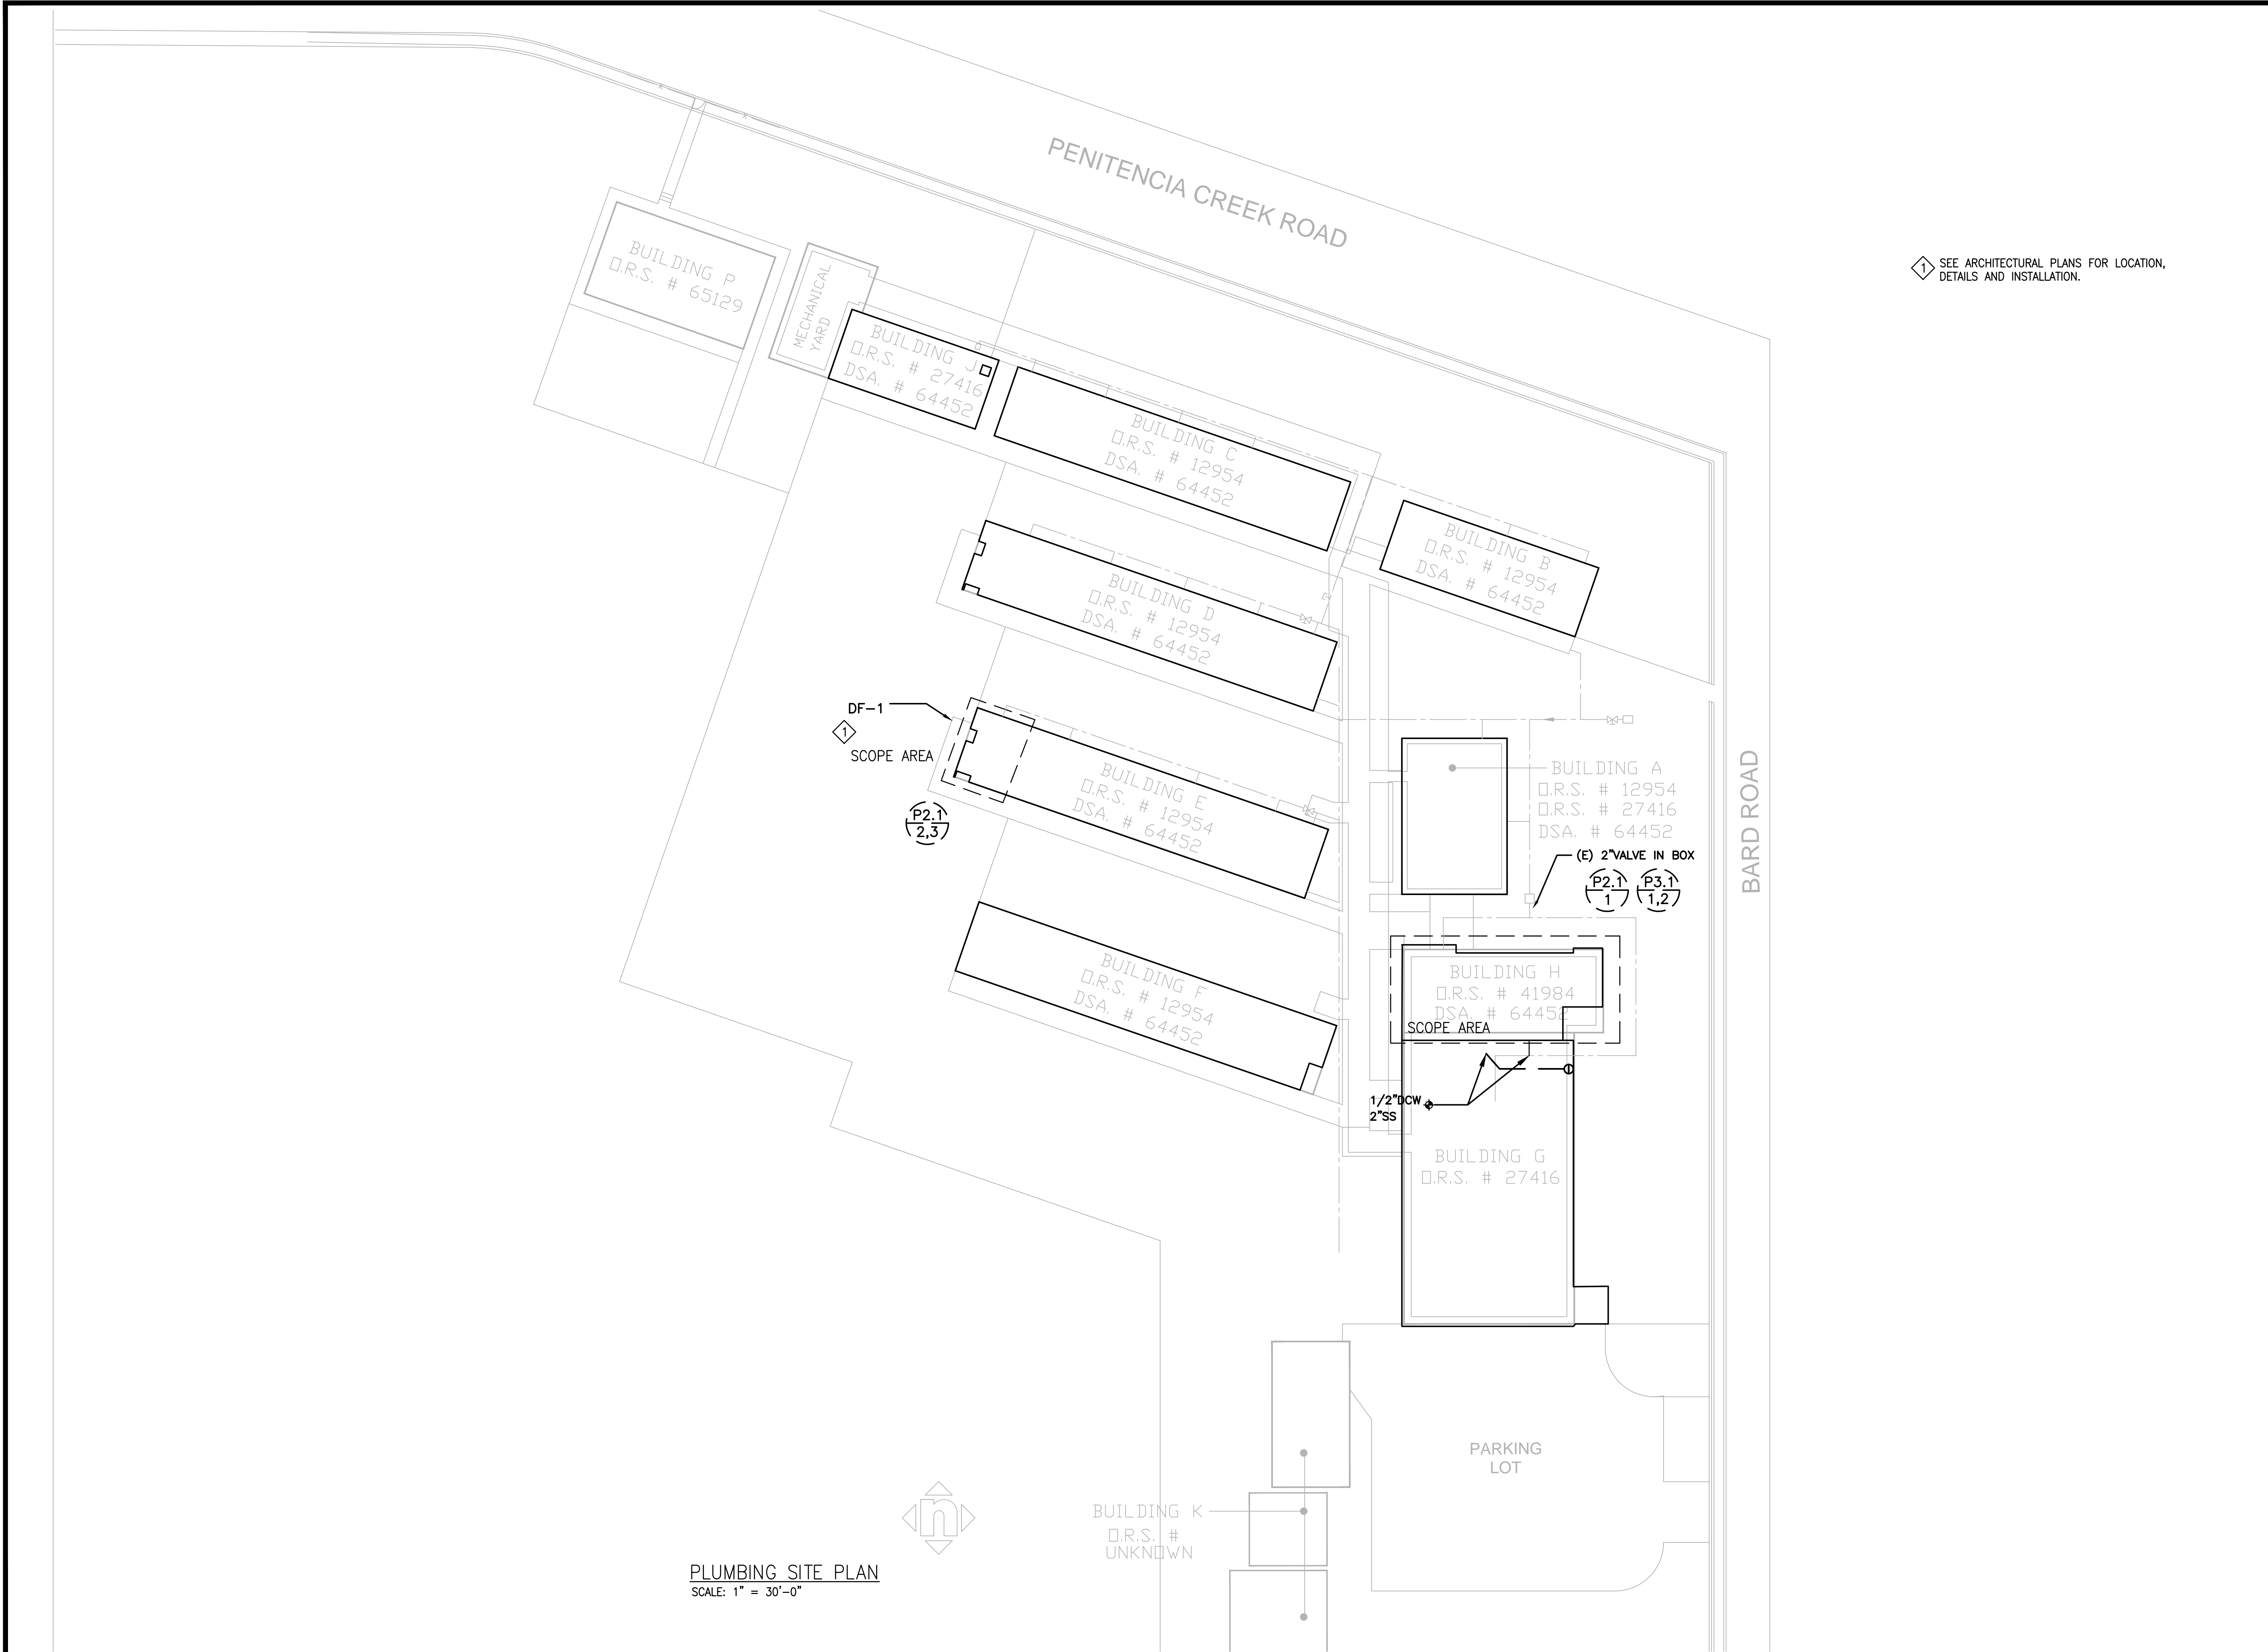 PENITENCIA CREEK ROAD
1
SEE ARCHITECTURAL PLANS FOR LOCATION,
DETAILS AND INSTALLATION.
BUILDING P
O.R.S. # 65129
MECHANICAL
YARD
BUILDING J
O.R.S. # 27416
DSA. # 64452
BUILDING C
O.R.S. # 12954
DSA. # 64452
BUILDING B
O.R.S. # 12954
DSA. # 64452
BUILDING D
O.R.S. # 12954
DSA. # 64452
DF-1
1
SCOPE AREA
P2.1
2,3
BUILDING E
O.R.S. # 12954
DSA. # 64452
BUILDING A
O.R.S. # 12954
O.R.S. # 27416
DSA. # 64452
BARD ROAD
(E) 2"VALVE IN BOX
P2.1
1
P3.1
1,2
BUILDING F
O.R.S. # 12954
DSA. # 64452
BUILDING H
O.R.S. # 41984
DSA. # 64452
SCOPE AREA
1/2"DCW
2"SS
BUILDING G
O.R.S. # 27416
PARKING
LOT
n
BUILDING K
O.R.S. #
UNKNOWN
PLUMBING SITE PLAN
SCALE: 1" = 30'-0"